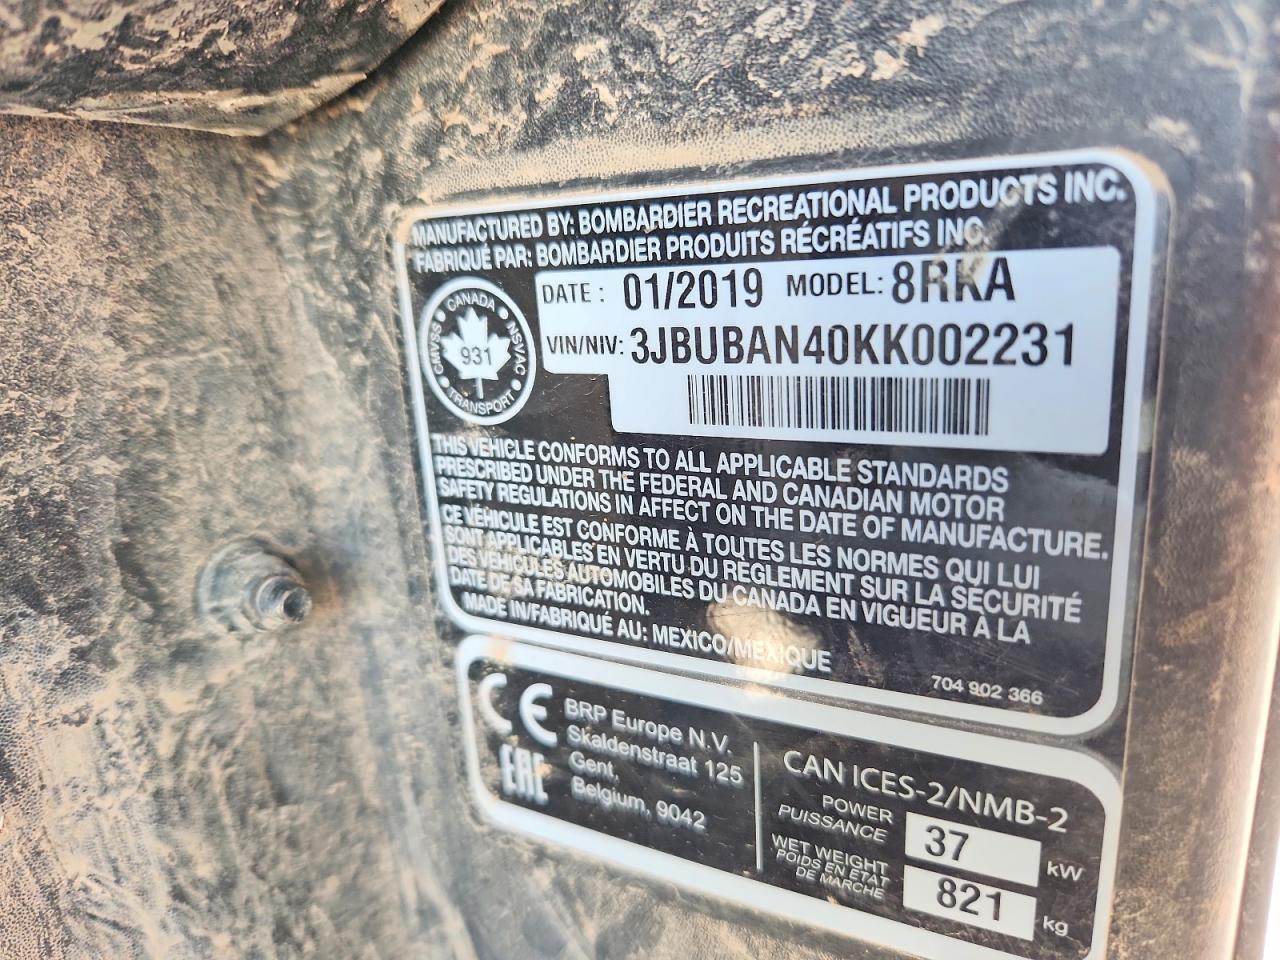 MANUFACTURED BY: BOMBARDIER RECREATIONAL PRODUCTS INC.
FABRIQUÉ PAR: BOMBARDIER PRODUITS RÉCRÉATIFS INC.
DATE : 01/2019 MODEL: 8RKA
VIN/NIV: 3JBUBAN40KK002231
CANADA
CMVSS 931 NSVAC
TRANSPORT
THIS VEHICLE CONFORMS TO ALL APPLICABLE STANDARDS
PRESCRIBED UNDER THE FEDERAL AND CANADIAN MOTOR
SAFETY REGULATIONS IN AFFECT ON THE DATE OF MANUFACTURE.
CE VÉHICULE EST CONFORME À TOUTES LES NORMES QUI LUI
SONT APPLICABLES EN VERTU DU RÈGLEMENT SUR LA SÉCURITÉ
DES VÉHICULES AUTOMOBILES DU CANADA EN VIGUEUR À LA
DATE DE SA FABRICATION.
MADE IN/FABRIQUÉ AU: MEXICO/MEXIQUE
704 902 366
CE
EAC
BRP Europe N.V.
Skaldenstraat 125
Gent,
Belgium, 9042
CAN ICES-2/NMB-2
POWER
PUISSANCE 37 kW
WET WEIGHT
POIDS EN ÉTAT
DE MARCHE 821 kg